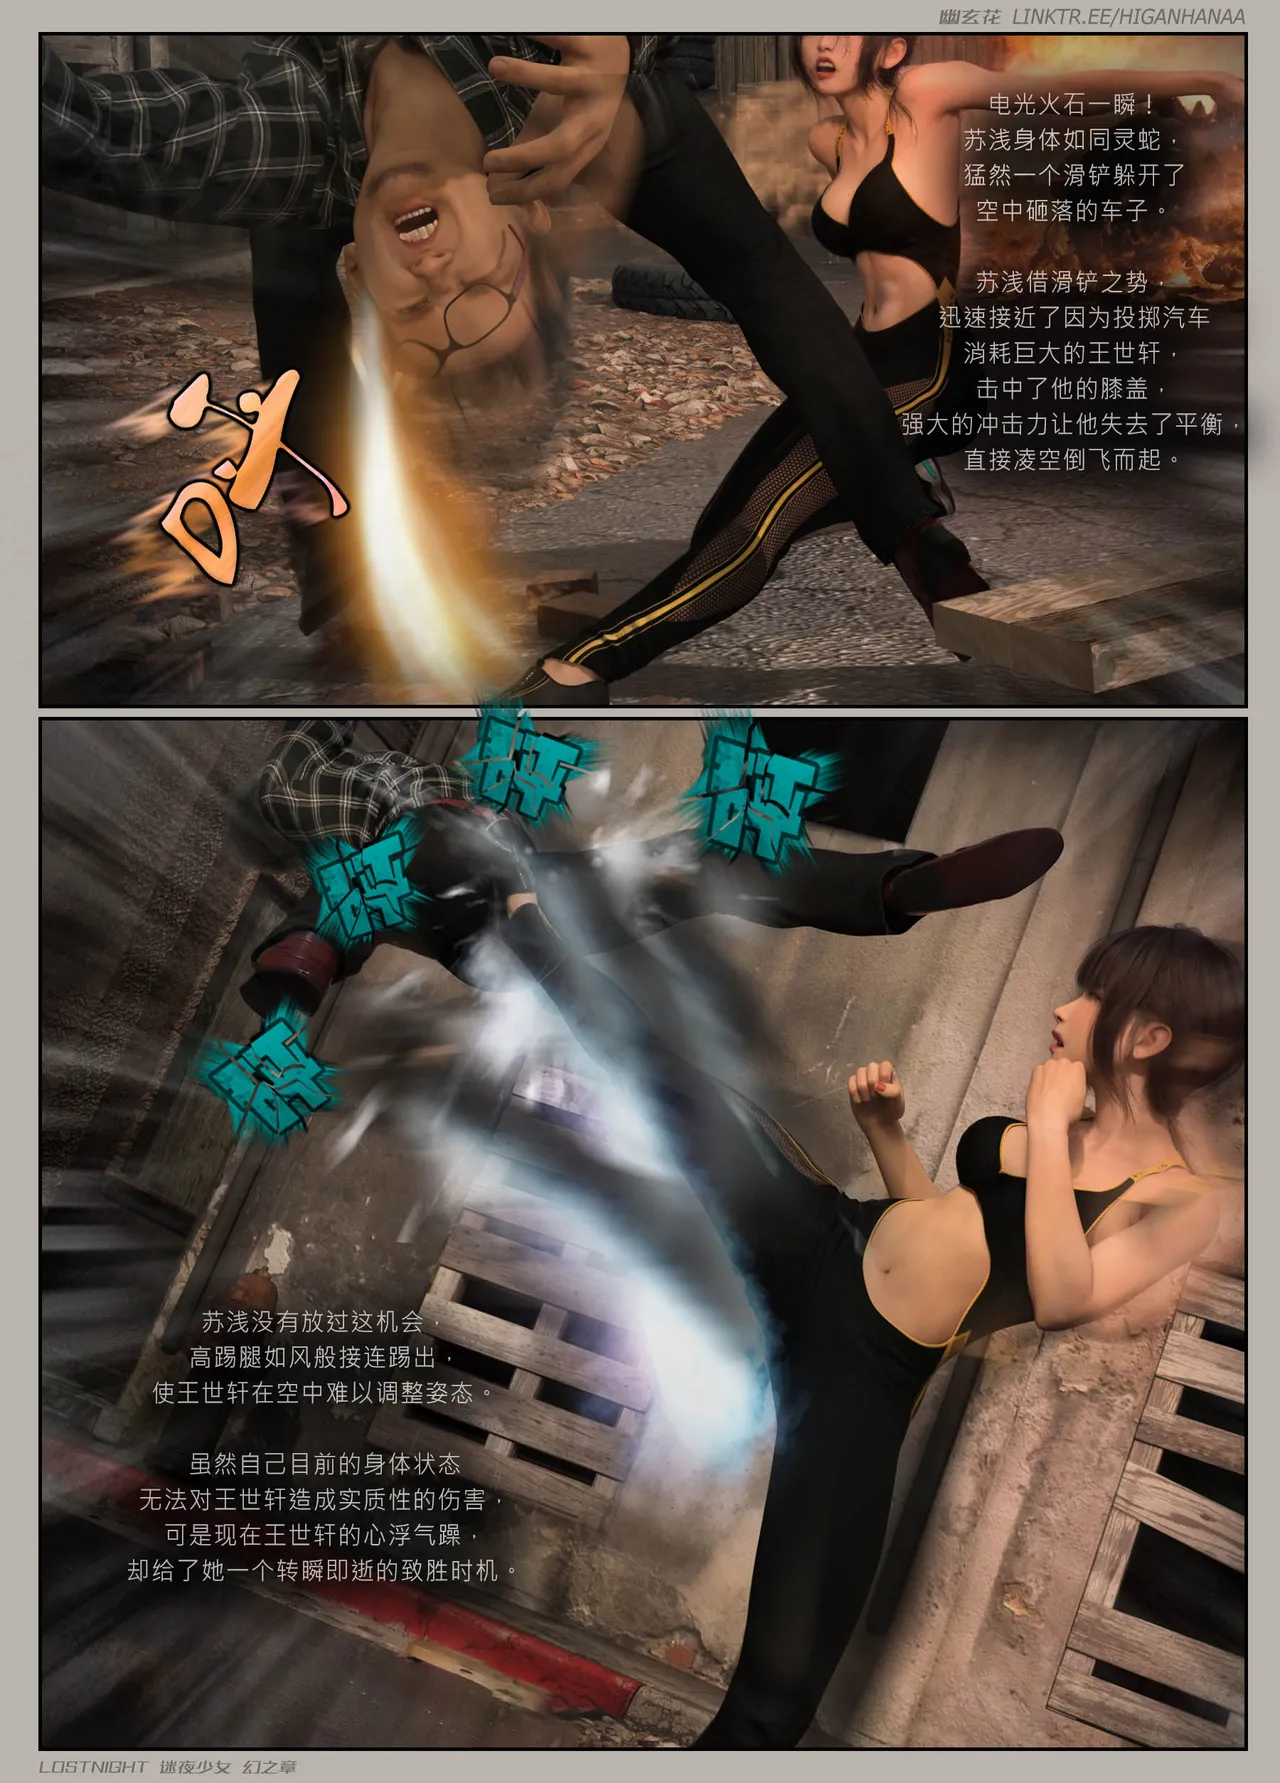 幽玄花 LINKTR.EE/HIGANHANAA
电光火石一瞬！
苏浅身体如同灵蛇，
猛然一个滑铲躲开了
空中砸落的车子。
苏浅借滑铲之势，
迅速接近了因为投掷汽车
消耗巨大的王世轩，
击中了他的膝盖，
强大的冲击力让他失去了平衡，
直接凌空倒飞而起。
苏浅没有放过这机会，
高踢腿如风般接连踢出，
使王世轩在空中难以调整姿态。
虽然自己目前的身体状态
无法对王世轩造成实质性的伤害，
可是现在王世轩的心浮气躁，
却给了她一个转瞬即逝的致胜时机。
LOSTNIGHT 迷夜少女 幻之章